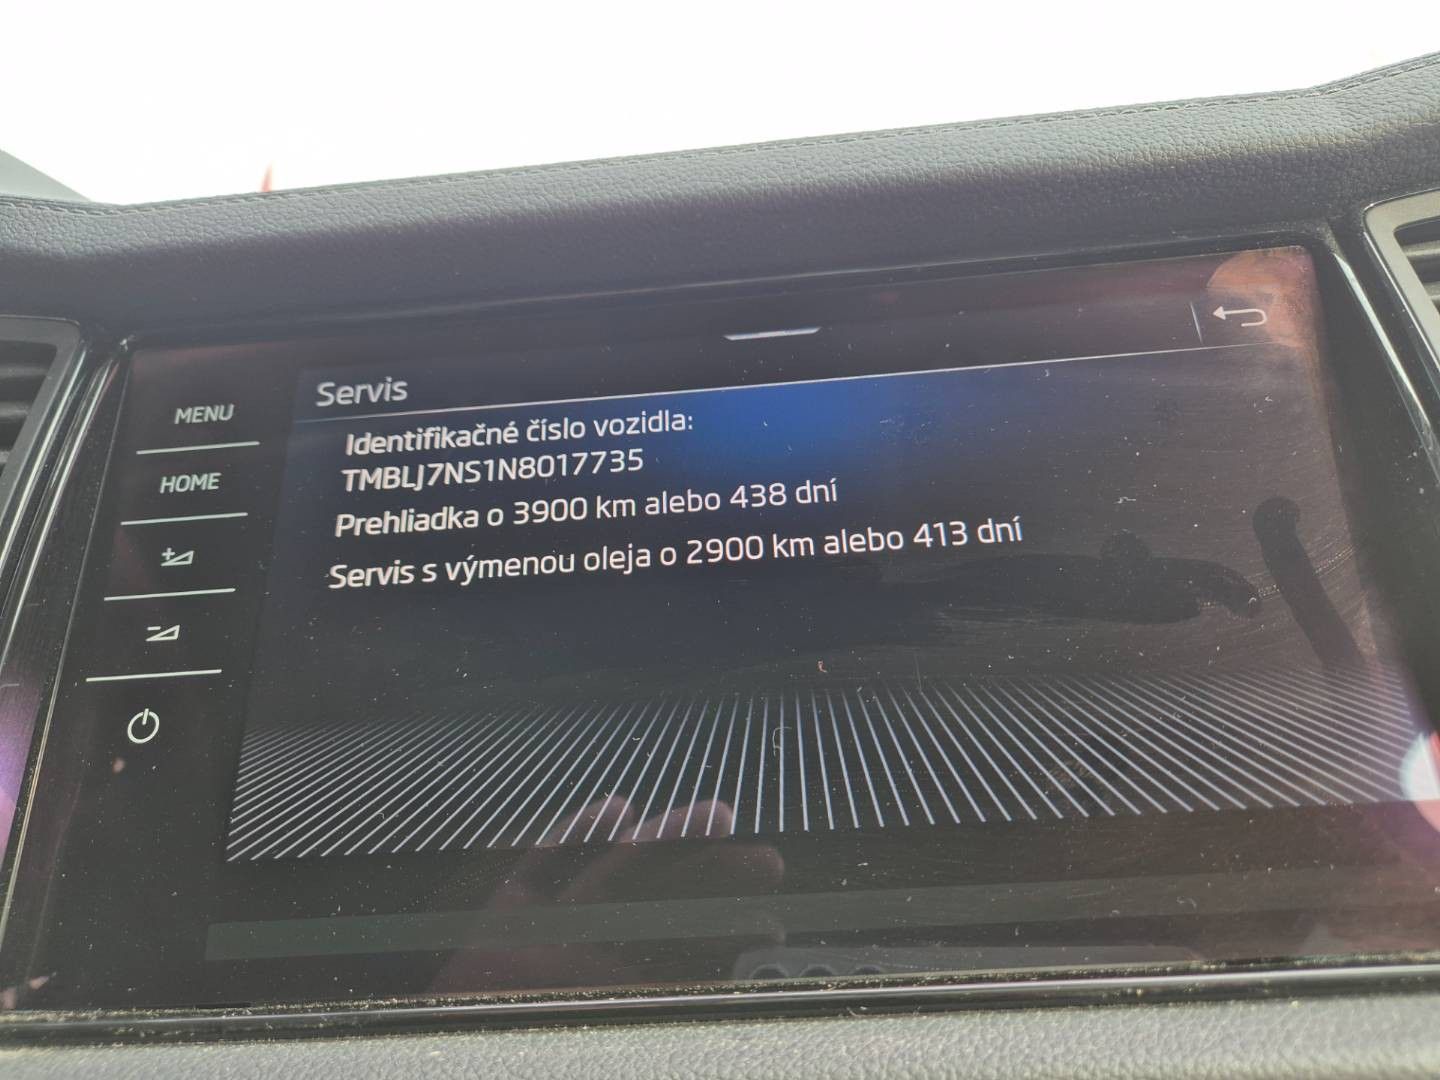 Servis
MENU
Identifikačné číslo vozidla:
TMBLJ7NS1N8017735
HOME
Prehliadka o 3900 km alebo 438 dní
Servis s výmenou oleja o 2900 km alebo 413 dní